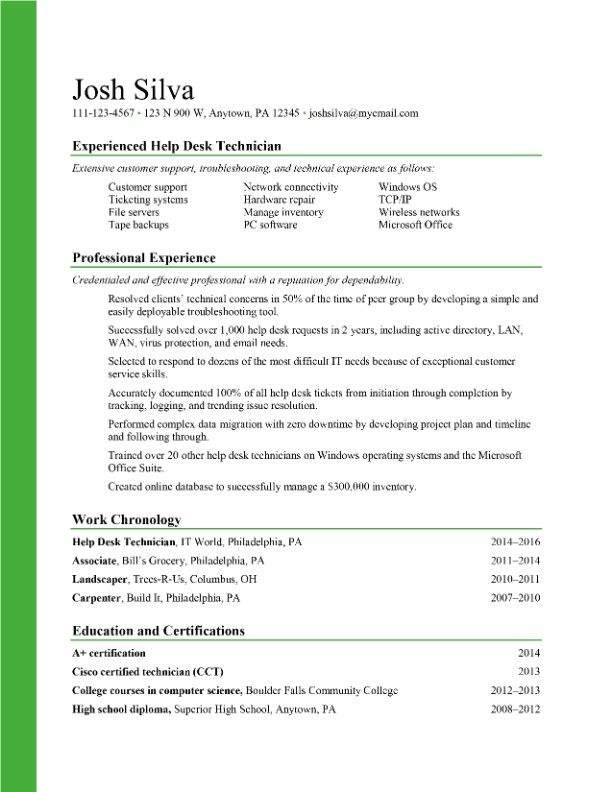 Josh Silva
111-123-4567 • 123 N 900 W, Anytown, PA 12345 • joshsilva@myemail.com
Experienced Help Desk Technician
Extensive customer support, troubleshooting, and technical experience as follows:
Customer support Network connectivity Windows OS
Ticketing systems Hardware repair TCP/IP
File servers Manage inventory Wireless networks
Tape backups PC software Microsoft Office
Professional Experience
Credentialed and effective professional with a reputation for dependability.
Resolved clients' technical concerns in 50% of the time of peer group by developing a simple and
easily deployable troubleshooting tool.
Successfully solved over 1,000 help desk requests in 2 years, including active directory, LAN,
WAN, virus protection, and email needs.
Selected to respond to dozens of the most difficult IT needs because of exceptional customer
service skills.
Accurately documented 100% of all help desk tickets from initiation through completion by
tracking, logging, and trending issue resolution.
Performed complex data migration with zero downtime by developing project plan and timeline
and following through.
Trained over 20 other help desk technicians on Windows operating systems and the Microsoft
Office Suite.
Created online database to successfully manage a $300,000 inventory.
Work Chronology
Help Desk Technician, IT World, Philadelphia, PA 2014–2016
Associate, Bill's Grocery, Philadelphia, PA 2011–2014
Landscaper, Trees-R-Us, Columbus, OH 2010–2011
Carpenter, Build It, Philadelphia, PA 2007–2010
Education and Certifications
A+ certification 2014
Cisco certified technician (CCT) 2013
College courses in computer science, Boulder Falls Community College 2012–2013
High school diploma, Superior High School, Anytown, PA 2008–2012